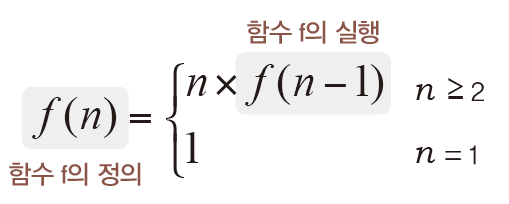 함수 f의 실행
f(n) = { n × f(n − 1) n ≥ 2
1 n = 1
함수 f의 정의